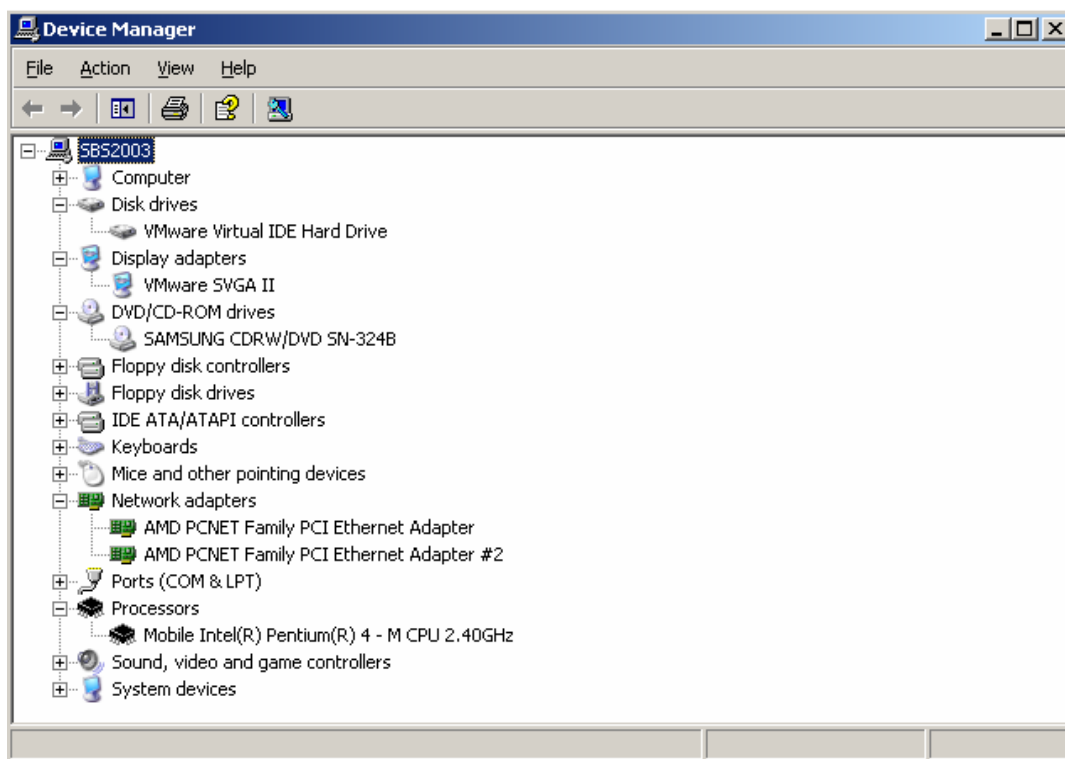 Device Manager
File Action View Help
SBS2003
Computer
Disk drives
VMware Virtual IDE Hard Drive
Display adapters
VMware SVGA II
DVD/CD-ROM drives
SAMSUNG CDRW/DVD SN-324B
Floppy disk controllers
Floppy disk drives
IDE ATA/ATAPI controllers
Keyboards
Mice and other pointing devices
Network adapters
AMD PCNET Family PCI Ethernet Adapter
AMD PCNET Family PCI Ethernet Adapter #2
Ports (COM & LPT)
Processors
Mobile Intel(R) Pentium(R) 4 - M CPU 2.40GHz
Sound, video and game controllers
System devices